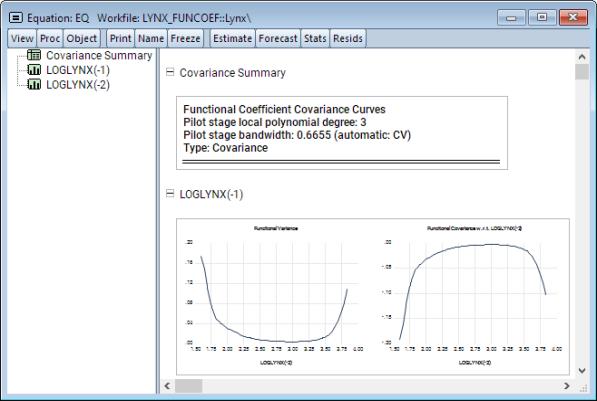 Equation: EQ   Workfile: LYNX_FUNCOEF::Lynx\
View Proc Object Print Name Freeze Estimate Forecast Stats Resids
Covariance Summary
LOGLYNX(-1)
LOGLYNX(-2)
Covariance Summary
Functional Coefficient Covariance Curves
Pilot stage local polynomial degree: 3
Pilot stage bandwidth: 0.6655 (automatic: CV)
Type: Covariance
LOGLYNX(-1)
Functional Variance
.20
.16
.12
.08
.04
.00
1.50 1.75 2.00 2.25 2.50 2.75 3.00 3.25 3.50 3.75 4.00
LOGLYNX(-2)
Functional Covariance w.r.t. LOGLYNX(-2)
.00
-.05
-.10
-.15
1.50 1.75 2.00 2.25 2.50 2.75 3.00 3.25 3.50 3.75 4.00
LOGLYNX(-2)